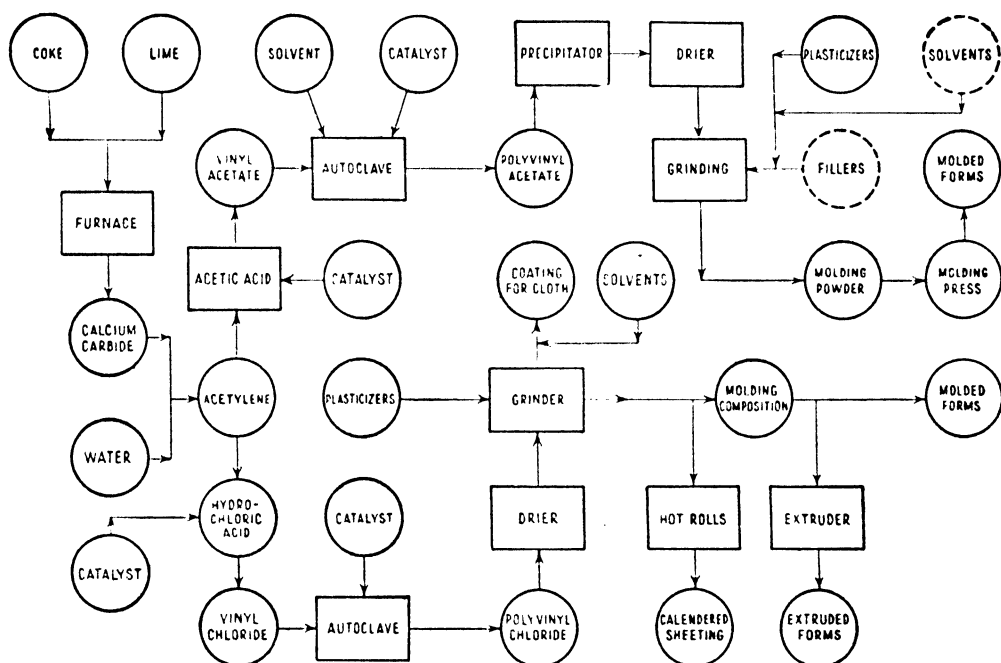 COKE
LIME
SOLVENT
CATALYST
PRECIPITATOR
DRIER
PLASTICIZERS
SOLVENTS
VINYL
ACETATE
AUTOCLAVE
POLYVINYL
ACETATE
GRINDING
FILLERS
MOLDED
FORMS
FURNACE
ACETIC ACID
CATALYST
COATING
FOR CLOTH
SOLVENTS
MOLDING
POWDER
MOLDING
PRESS
CALCIUM
CARBIDE
ACETYLENE
PLASTICIZERS
GRINDER
MOLDING
COMPOSITION
MOLDED
FORMS
WATER
HYDRO-
CHLORIC
ACID
CATALYST
DRIER
HOT ROLLS
EXTRUDER
CATALYST
VINYL
CHLORIDE
AUTOCLAVE
POLYVINYL
CHLORIDE
CALENDERED
SHEETING
EXTRUDED
FORMS